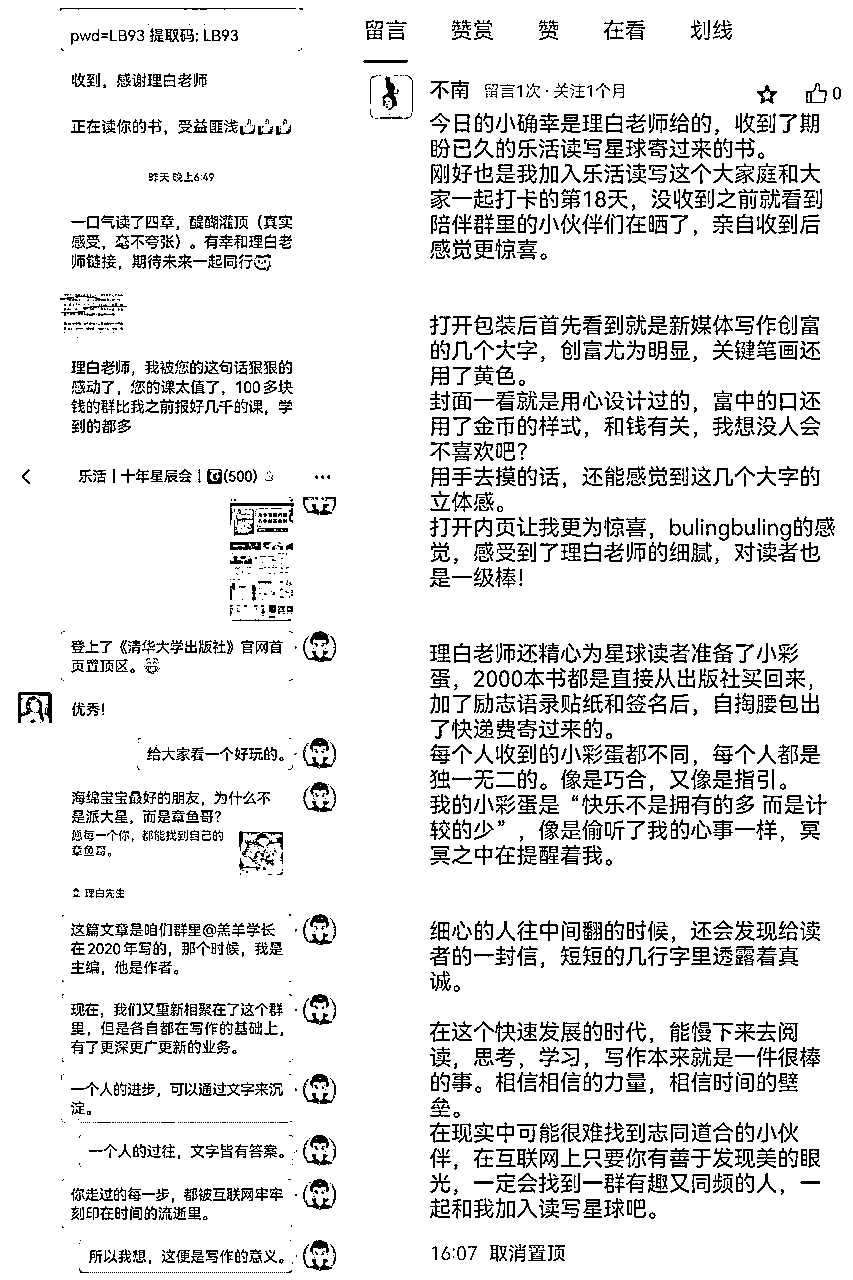 pwd=LB93 提取码: LB93
收到，感谢理白老师
正在读你的书，受益匪浅👍👍👍
昨天 晚上6:49
一口气读了四章，醍醐灌顶（真实
感受，毫不夸张）。有幸和理白老
师链接，期待未来一起同行
理白老师，我被您的这句话狠狠的
感动了，您的课太值了，100多块
钱的群比我之前报好几千的课，学
到的都多
乐活丨十年星辰会丨G(500)
登上了《清华大学出版社》官网首
页置顶区。
优秀！
给大家看一个好玩的。
海绵宝宝最好的朋友，为什么不
是派大星，而是章鱼哥？
愿每一个你，都能找到自己的
章鱼哥。
理白先生
这篇文章是咱们群里@羔羊学长
在2020年写的，那个时候，我是
主编，他是作者。
现在，我们又重新相聚在了这个群
里，但是各自都在写作的基础上，
有了更深更广更新的业务。
一个人的进步，可以通过文字来沉
淀。
一个人的过往，文字皆有答案。
你走过的每一步，都被互联网牢牢
刻印在时间的流逝里。
所以我想，这便是写作的意义。
留言 赞赏 赞 在看 划线
不南 留言1次·关注1个月 0
今日的小确幸是理白老师给的，收到了期
盼已久的乐活读写星球寄过来的书。
刚好也是我加入乐活读写这个大家庭和大
家一起打卡的第18天，没收到之前就看到
陪伴群里的小伙伴们在晒了，亲自收到后
感觉更惊喜。
打开包装后首先看到就是新媒体写作创富
的几个大字，创富尤为明显，关键笔画还
用了黄色。
封面一看就是用心设计过的，富中的口还
用了金币的样式，和钱有关，我想没人会
不喜欢吧？
用手去摸的话，还能感觉到这几个大字的
立体感。
打开内页让我更为惊喜，bulingbuling的感
觉，感受到了理白老师的细腻，对读者也
是一级棒！
理白老师还精心为星球读者准备了小彩
蛋，2000本书都是直接从出版社买回来，
加了励志语录贴纸和签名后，自掏腰包出
了快递费寄过来的。
每个人收到的小彩蛋都不同，每个人都是
独一无二的。像是巧合，又像是指引。
我的小彩蛋是“快乐不是拥有的多 而是计
较的少”，像是偷听了我的心事一样，冥
冥之中在提醒着我。
细心的人往中间翻的时候，还会发现给读
者的一封信，短短的几行字里透露着真
诚。
在这个快速发展的时代，能慢下来去阅
读，思考，学习，写作本来就是一件很棒
的事。相信相信的力量，相信时间的壁
垒。
在现实中可能很难找到志同道合的小伙
伴，在互联网上只要你有善于发现美的眼
光，一定会找到一群有趣又同频的人，一
起和我加入读写星球吧。
16:07 取消置顶